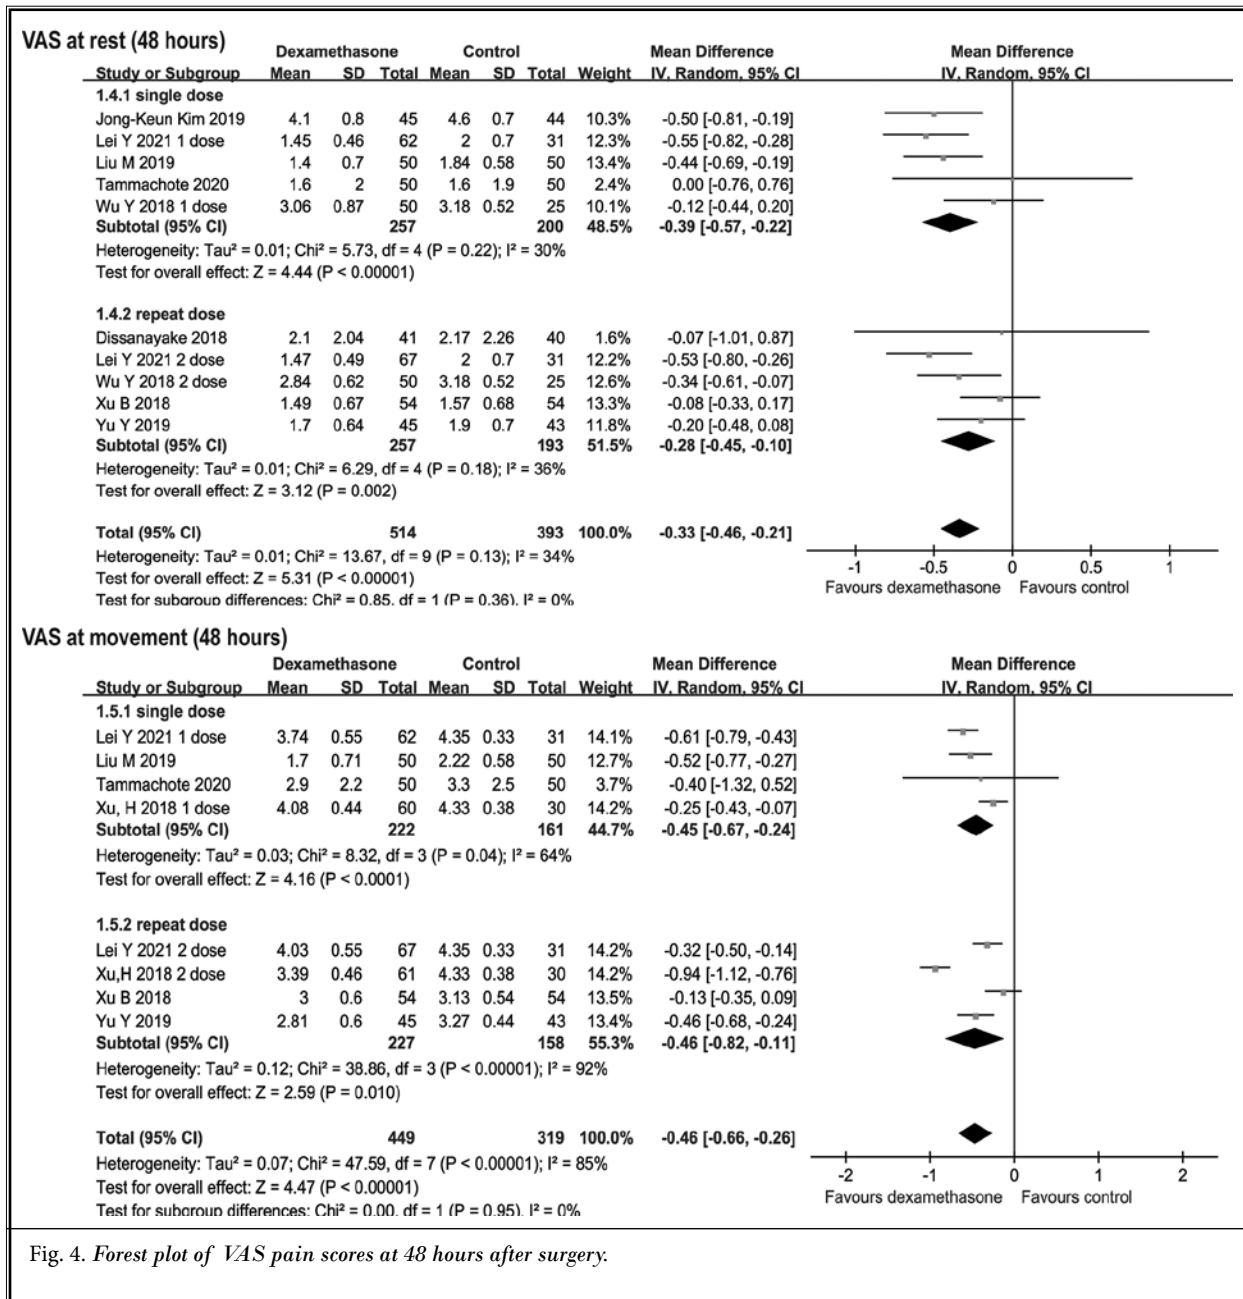 VAS at rest (48 hours)
Dexamethasone Control Mean Difference Mean Difference
Study or Subgroup Mean SD Total Mean SD Total Weight IV, Random, 95% CI IV, Random, 95% CI
1.4.1 single dose
Jong-Keun Kim 2019 4.1 0.8 45 4.6 0.7 44 10.3% -0.50 [-0.81, -0.19]
Lei Y 2021 1 dose 1.45 0.46 62 2 0.7 31 12.3% -0.55 [-0.82, -0.28]
Liu M 2019 1.4 0.7 50 1.84 0.58 50 13.4% -0.44 [-0.69, -0.19]
Tammachote 2020 1.6 2 50 1.6 1.9 50 2.4% 0.00 [-0.76, 0.76]
Wu Y 2018 1 dose 3.06 0.87 50 3.18 0.52 25 10.1% -0.12 [-0.44, 0.20]
Subtotal (95% CI) 257 200 48.5% -0.39 [-0.57, -0.22]
Heterogeneity: Tau² = 0.01; Chi² = 5.73, df = 4 (P = 0.22); I² = 30%
Test for overall effect: Z = 4.44 (P < 0.00001)
1.4.2 repeat dose
Dissanayake 2018 2.1 2.04 41 2.17 2.26 40 1.6% -0.07 [-1.01, 0.87]
Lei Y 2021 2 dose 1.47 0.49 67 2 0.7 31 12.2% -0.53 [-0.80, -0.26]
Wu Y 2018 2 dose 2.84 0.62 50 3.18 0.52 25 12.6% -0.34 [-0.61, -0.07]
Xu B 2018 1.49 0.67 54 1.57 0.68 54 13.3% -0.08 [-0.33, 0.17]
Yu Y 2019 1.7 0.64 45 1.9 0.7 43 11.8% -0.20 [-0.48, 0.08]
Subtotal (95% CI) 257 193 51.5% -0.28 [-0.45, -0.10]
Heterogeneity: Tau² = 0.01; Chi² = 6.29, df = 4 (P = 0.18); I² = 36%
Test for overall effect: Z = 3.12 (P = 0.002)
Total (95% CI) 514 393 100.0% -0.33 [-0.46, -0.21]
Heterogeneity: Tau² = 0.01; Chi² = 13.67, df = 9 (P = 0.13); I² = 34%
Test for overall effect: Z = 5.31 (P < 0.00001)
Test for subgroup differences: Chi² = 0.85, df = 1 (P = 0.36), I² = 0%
-1 -0.5 0 0.5 1
Favours dexamethasone Favours control
VAS at movement (48 hours)
Dexamethasone Control Mean Difference Mean Difference
Study or Subgroup Mean SD Total Mean SD Total Weight IV, Random, 95% CI IV, Random, 95% CI
1.5.1 single dose
Lei Y 2021 1 dose 3.74 0.55 62 4.35 0.33 31 14.1% -0.61 [-0.79, -0.43]
Liu M 2019 1.7 0.71 50 2.22 0.58 50 12.7% -0.52 [-0.77, -0.27]
Tammachote 2020 2.9 2.2 50 3.3 2.5 50 3.7% -0.40 [-1.32, 0.52]
Xu, H 2018 1 dose 4.08 0.44 60 4.33 0.38 30 14.2% -0.25 [-0.43, -0.07]
Subtotal (95% CI) 222 161 44.7% -0.45 [-0.67, -0.24]
Heterogeneity: Tau² = 0.03; Chi² = 8.32, df = 3 (P = 0.04); I² = 64%
Test for overall effect: Z = 4.16 (P < 0.0001)
1.5.2 repeat dose
Lei Y 2021 2 dose 4.03 0.55 67 4.35 0.33 31 14.2% -0.32 [-0.50, -0.14]
Xu,H 2018 2 dose 3.39 0.46 61 4.33 0.38 30 14.2% -0.94 [-1.12, -0.76]
Xu B 2018 3 0.6 54 3.13 0.54 54 13.5% -0.13 [-0.35, 0.09]
Yu Y 2019 2.81 0.6 45 3.27 0.44 43 13.4% -0.46 [-0.68, -0.24]
Subtotal (95% CI) 227 158 55.3% -0.46 [-0.82, -0.11]
Heterogeneity: Tau² = 0.12; Chi² = 38.86, df = 3 (P < 0.00001); I² = 92%
Test for overall effect: Z = 2.59 (P = 0.010)
Total (95% CI) 449 319 100.0% -0.46 [-0.66, -0.26]
Heterogeneity: Tau² = 0.07; Chi² = 47.59, df = 7 (P < 0.00001); I² = 85%
Test for overall effect: Z = 4.47 (P < 0.00001)
Test for subgroup differences: Chi² = 0.00, df = 1 (P = 0.95), I² = 0%
-2 -1 0 1 2
Favours dexamethasone Favours control
Fig. 4. Forest plot of VAS pain scores at 48 hours after surgery.